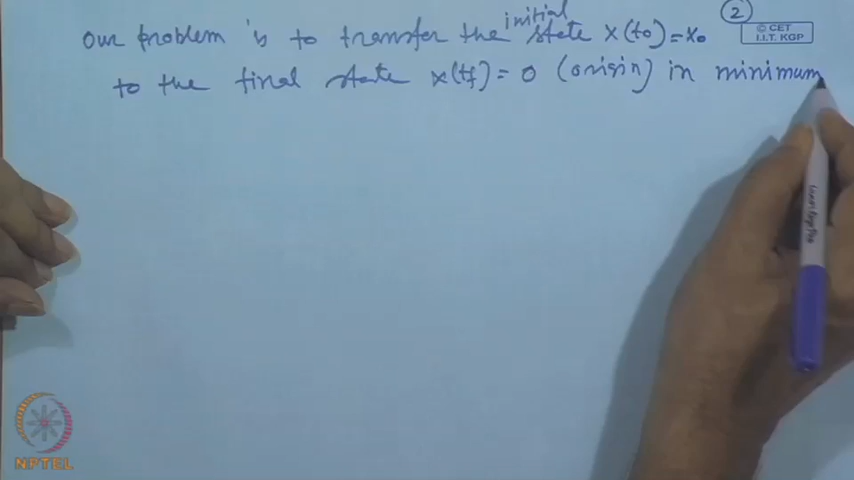 our problem is to transfer the initial state x(t0)=x0
to the final state x(tf)=0 (origin) in minimum
2
© CET
I.I.T. KGP
NPTEL